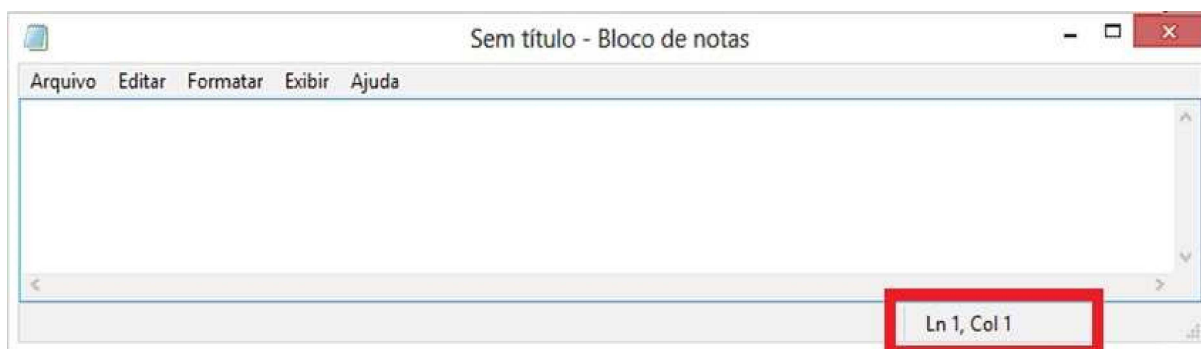 Sem título - Bloco de notas
Arquivo Editar Formatar Exibir Ajuda
Ln 1, Col 1